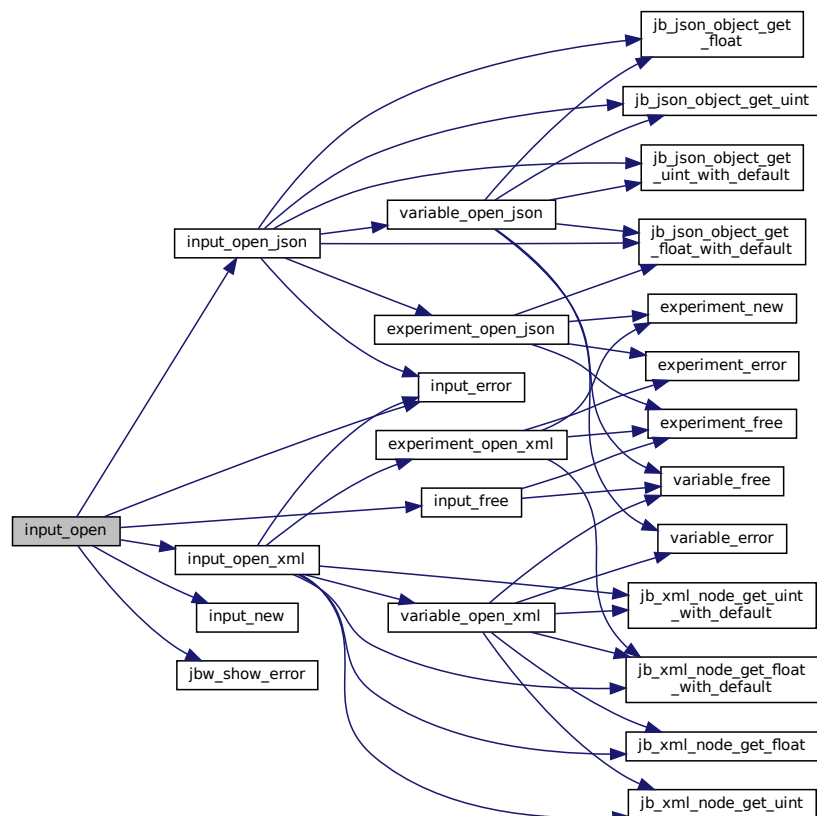 jb_json_object_get
_float
jb_json_object_get_uint
jb_json_object_get
_uint_with_default
variable_open_json
input_open_json
jb_json_object_get
_float_with_default
experiment_new
experiment_open_json
experiment_error
input_error
experiment_free
experiment_open_xml
variable_free
input_free
input_open
variable_error
input_open_xml
jb_xml_node_get_uint
_with_default
input_new
variable_open_xml
jb_xml_node_get_float
_with_default
jbw_show_error
jb_xml_node_get_float
jb_xml_node_get_uint